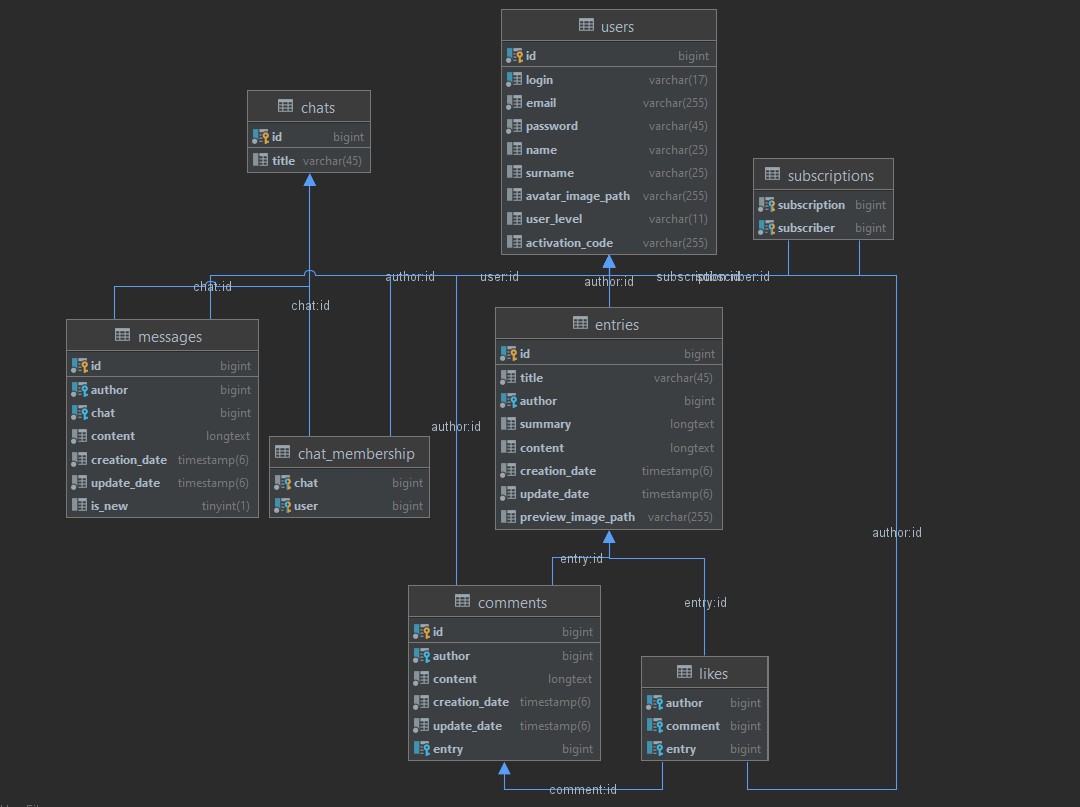 users
id bigint
login varchar(17)
email varchar(255)
password varchar(45)
name varchar(25)
surname varchar(25)
avatar_image_path varchar(255)
user_level varchar(11)
activation_code varchar(255)
chats
id bigint
title varchar(45)
subscriptions
subscription bigint
subscriber bigint
chat:id
author:id
user:id
author:id
subscription:id
subscriber:id
chat:id
messages
id bigint
author bigint
chat bigint
content longtext
creation_date timestamp(6)
update_date timestamp(6)
is_new tinyint(1)
chat_membership
chat bigint
user bigint
author:id
entries
id bigint
title varchar(45)
author bigint
summary longtext
content longtext
creation_date timestamp(6)
update_date timestamp(6)
preview_image_path varchar(255)
author:id
entry:id
entry:id
comments
id bigint
author bigint
content longtext
creation_date timestamp(6)
update_date timestamp(6)
entry bigint
likes
author bigint
comment bigint
entry bigint
comment:id